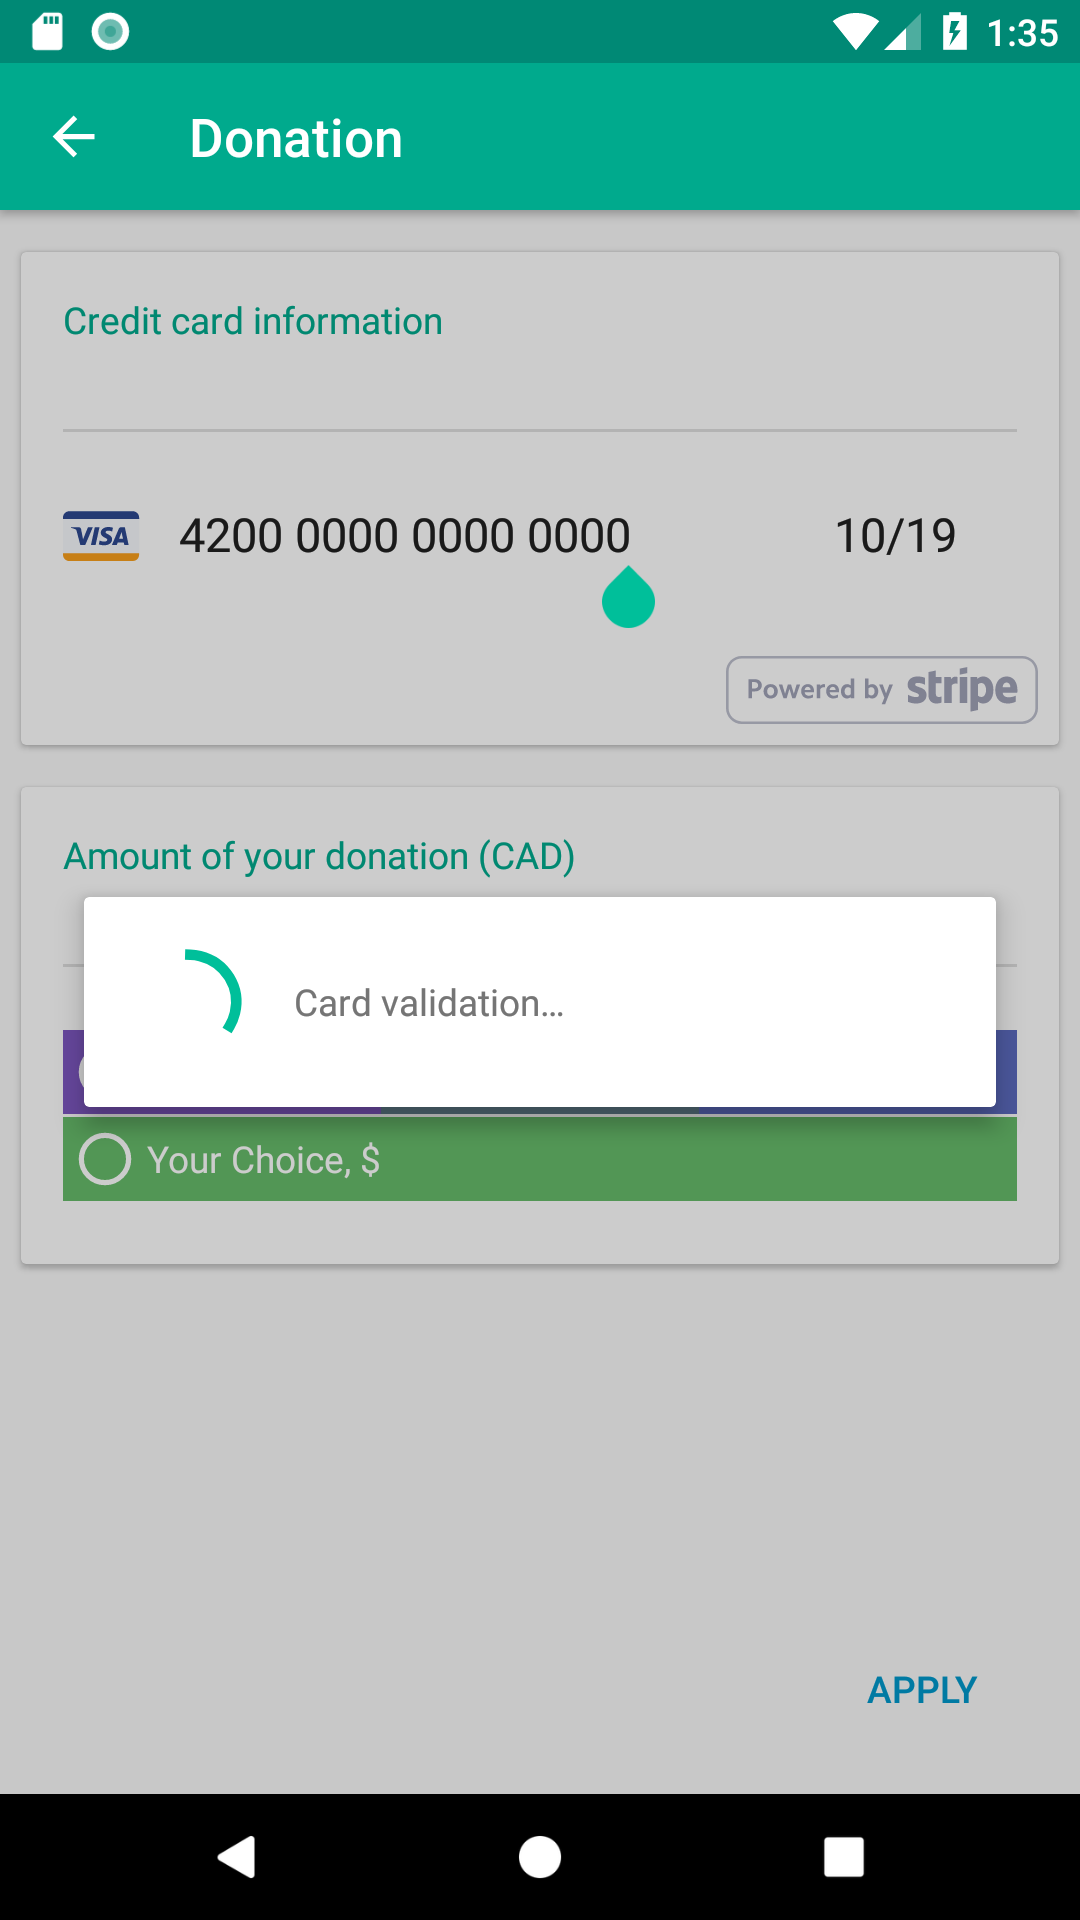 1:35
Donation
Credit card information
VISA 4200 0000 0000 0000 10/19
Powered by stripe
Amount of your donation (CAD)
Card validation...
Your Choice, $
APPLY